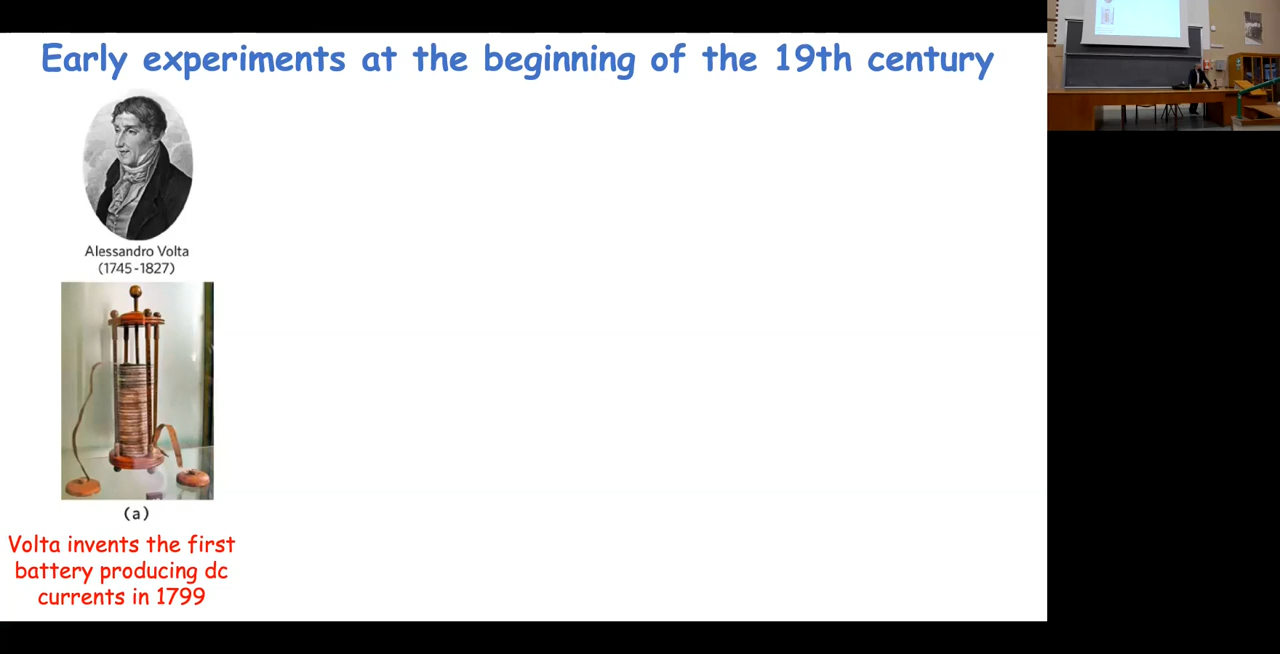 Early experiments at the beginning of the 19th century
Alessandro Volta
(1745-1827)
(a)
Volta invents the first
battery producing dc
currents in 1799